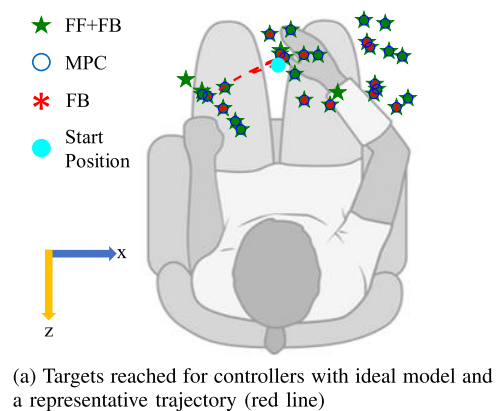 FF+FB
MPC
FB
Start
Position
x
z
(a) Targets reached for controllers with ideal model and
a representative trajectory (red line)